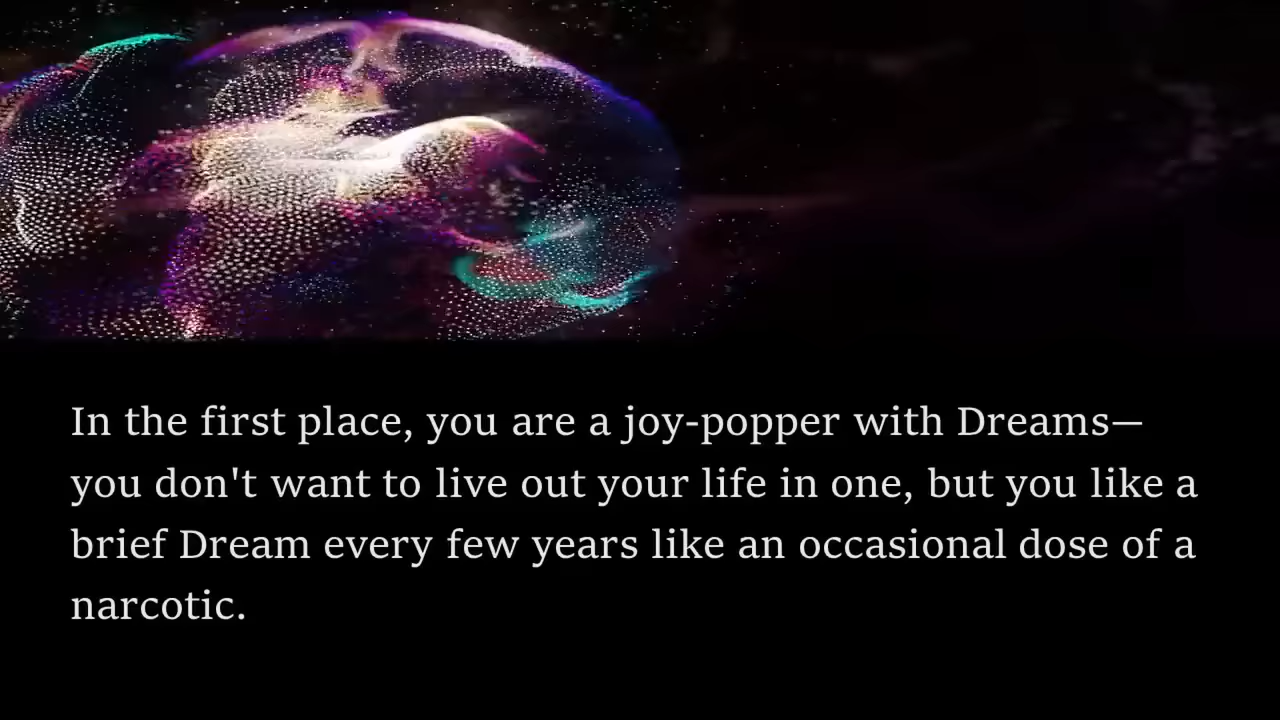 In the first place, you are a joy-popper with Dreams—
you don't want to live out your life in one, but you like a
brief Dream every few years like an occasional dose of a
narcotic.